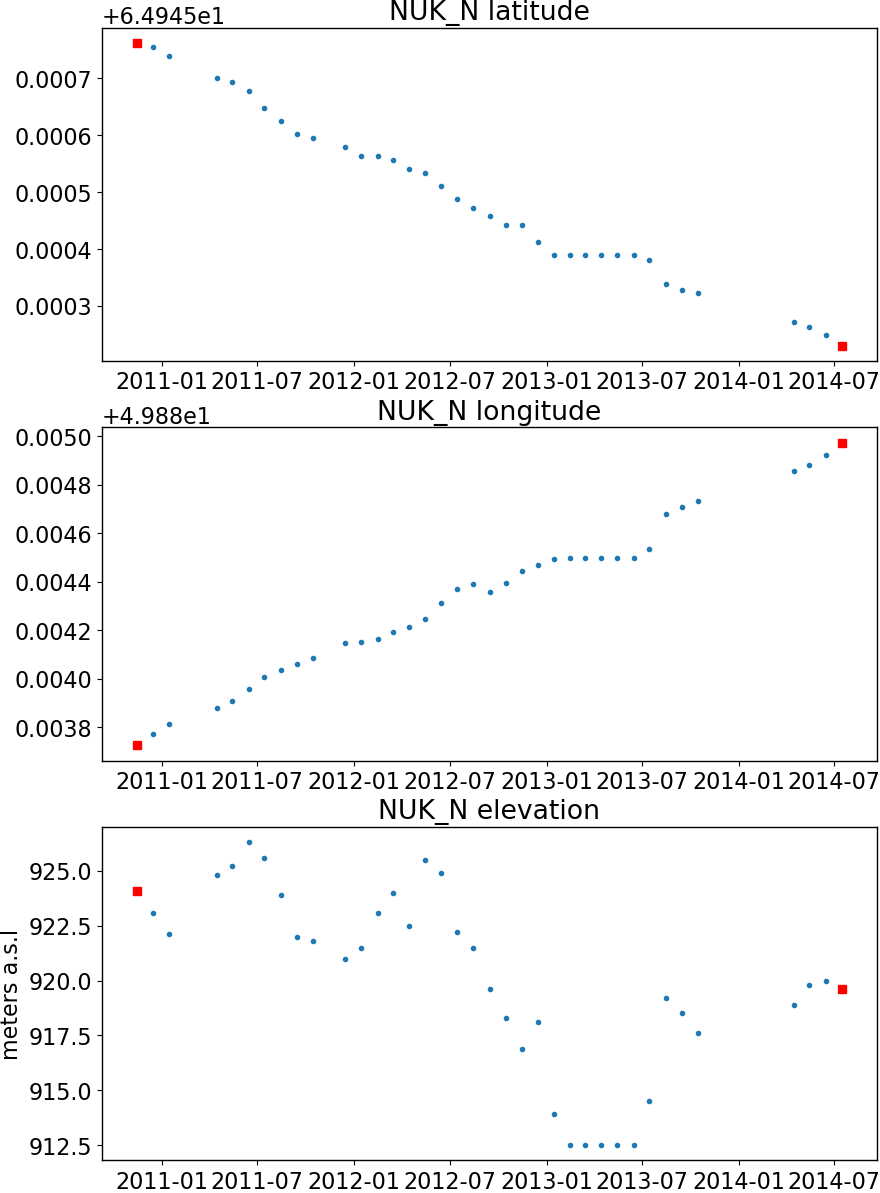 NUK_N latitude
+6.4945e1
0.0007
0.0006
0.0005
0.0004
0.0003
2011-01 2011-07 2012-01 2012-07 2013-01 2013-07 2014-01 2014-07
NUK_N longitude
+4.988e1
0.0050
0.0048
0.0046
0.0044
0.0042
0.0040
0.0038
2011-01 2011-07 2012-01 2012-07 2013-01 2013-07 2014-01 2014-07
NUK_N elevation
meters a.s.l
925.0
922.5
920.0
917.5
915.0
912.5
2011-01 2011-07 2012-01 2012-07 2013-01 2013-07 2014-01 2014-07